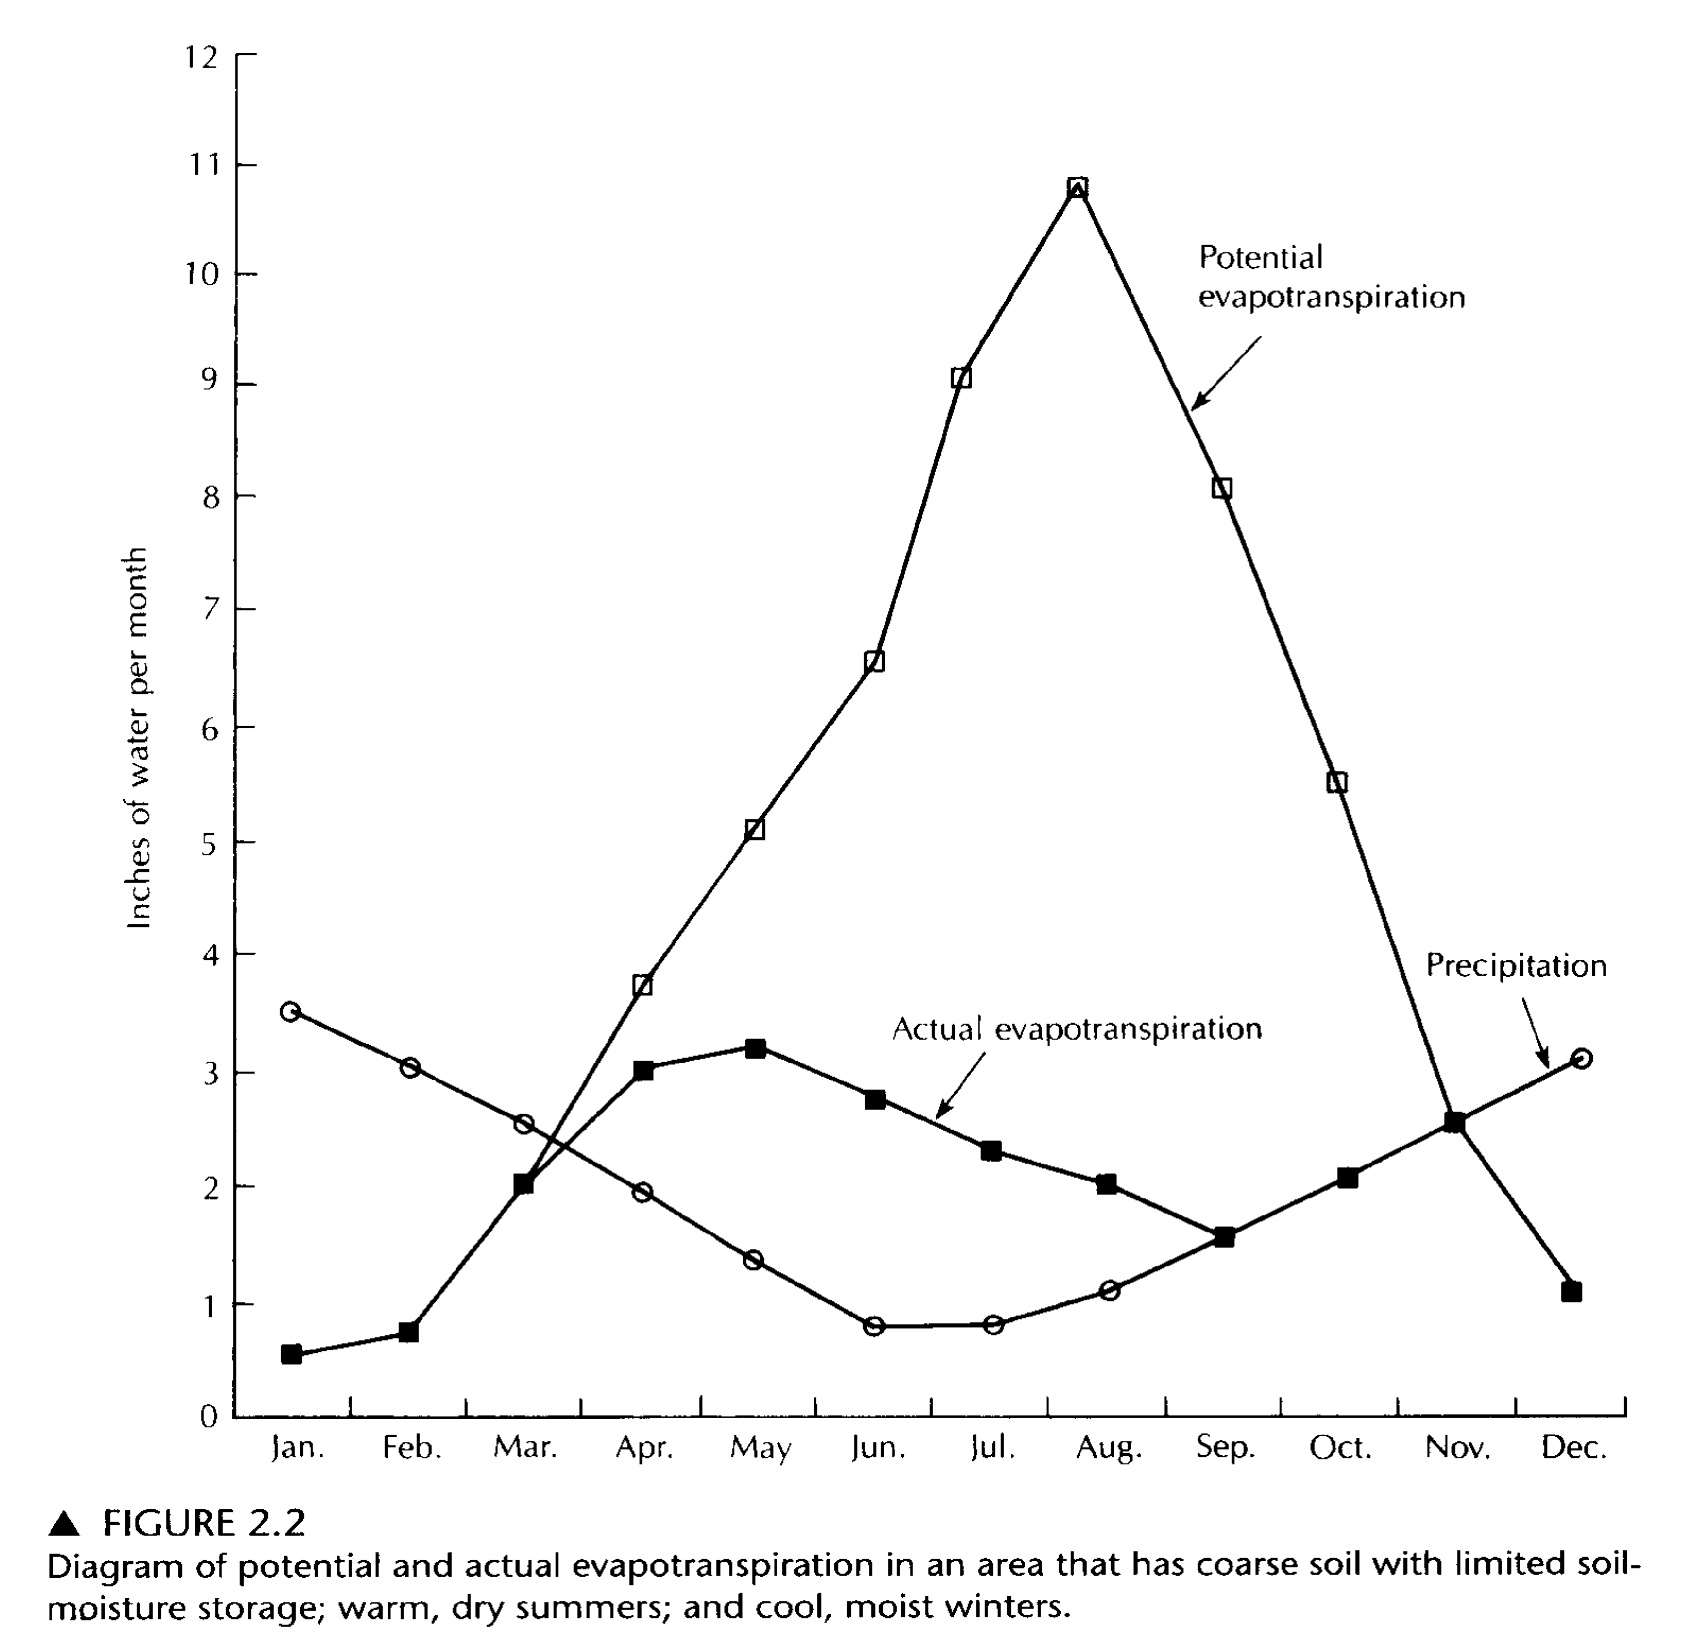 12
11
10
9
8
7
6
5
4
3
2
1
0
Inches of water per month
Potential
evapotranspiration
Precipitation
Actual evapotranspiration
Jan. Feb. Mar. Apr. May Jun. Jul. Aug. Sep. Oct. Nov. Dec.
▲ FIGURE 2.2
Diagram of potential and actual evapotranspiration in an area that has coarse soil with limited soil-
moisture storage; warm, dry summers; and cool, moist winters.